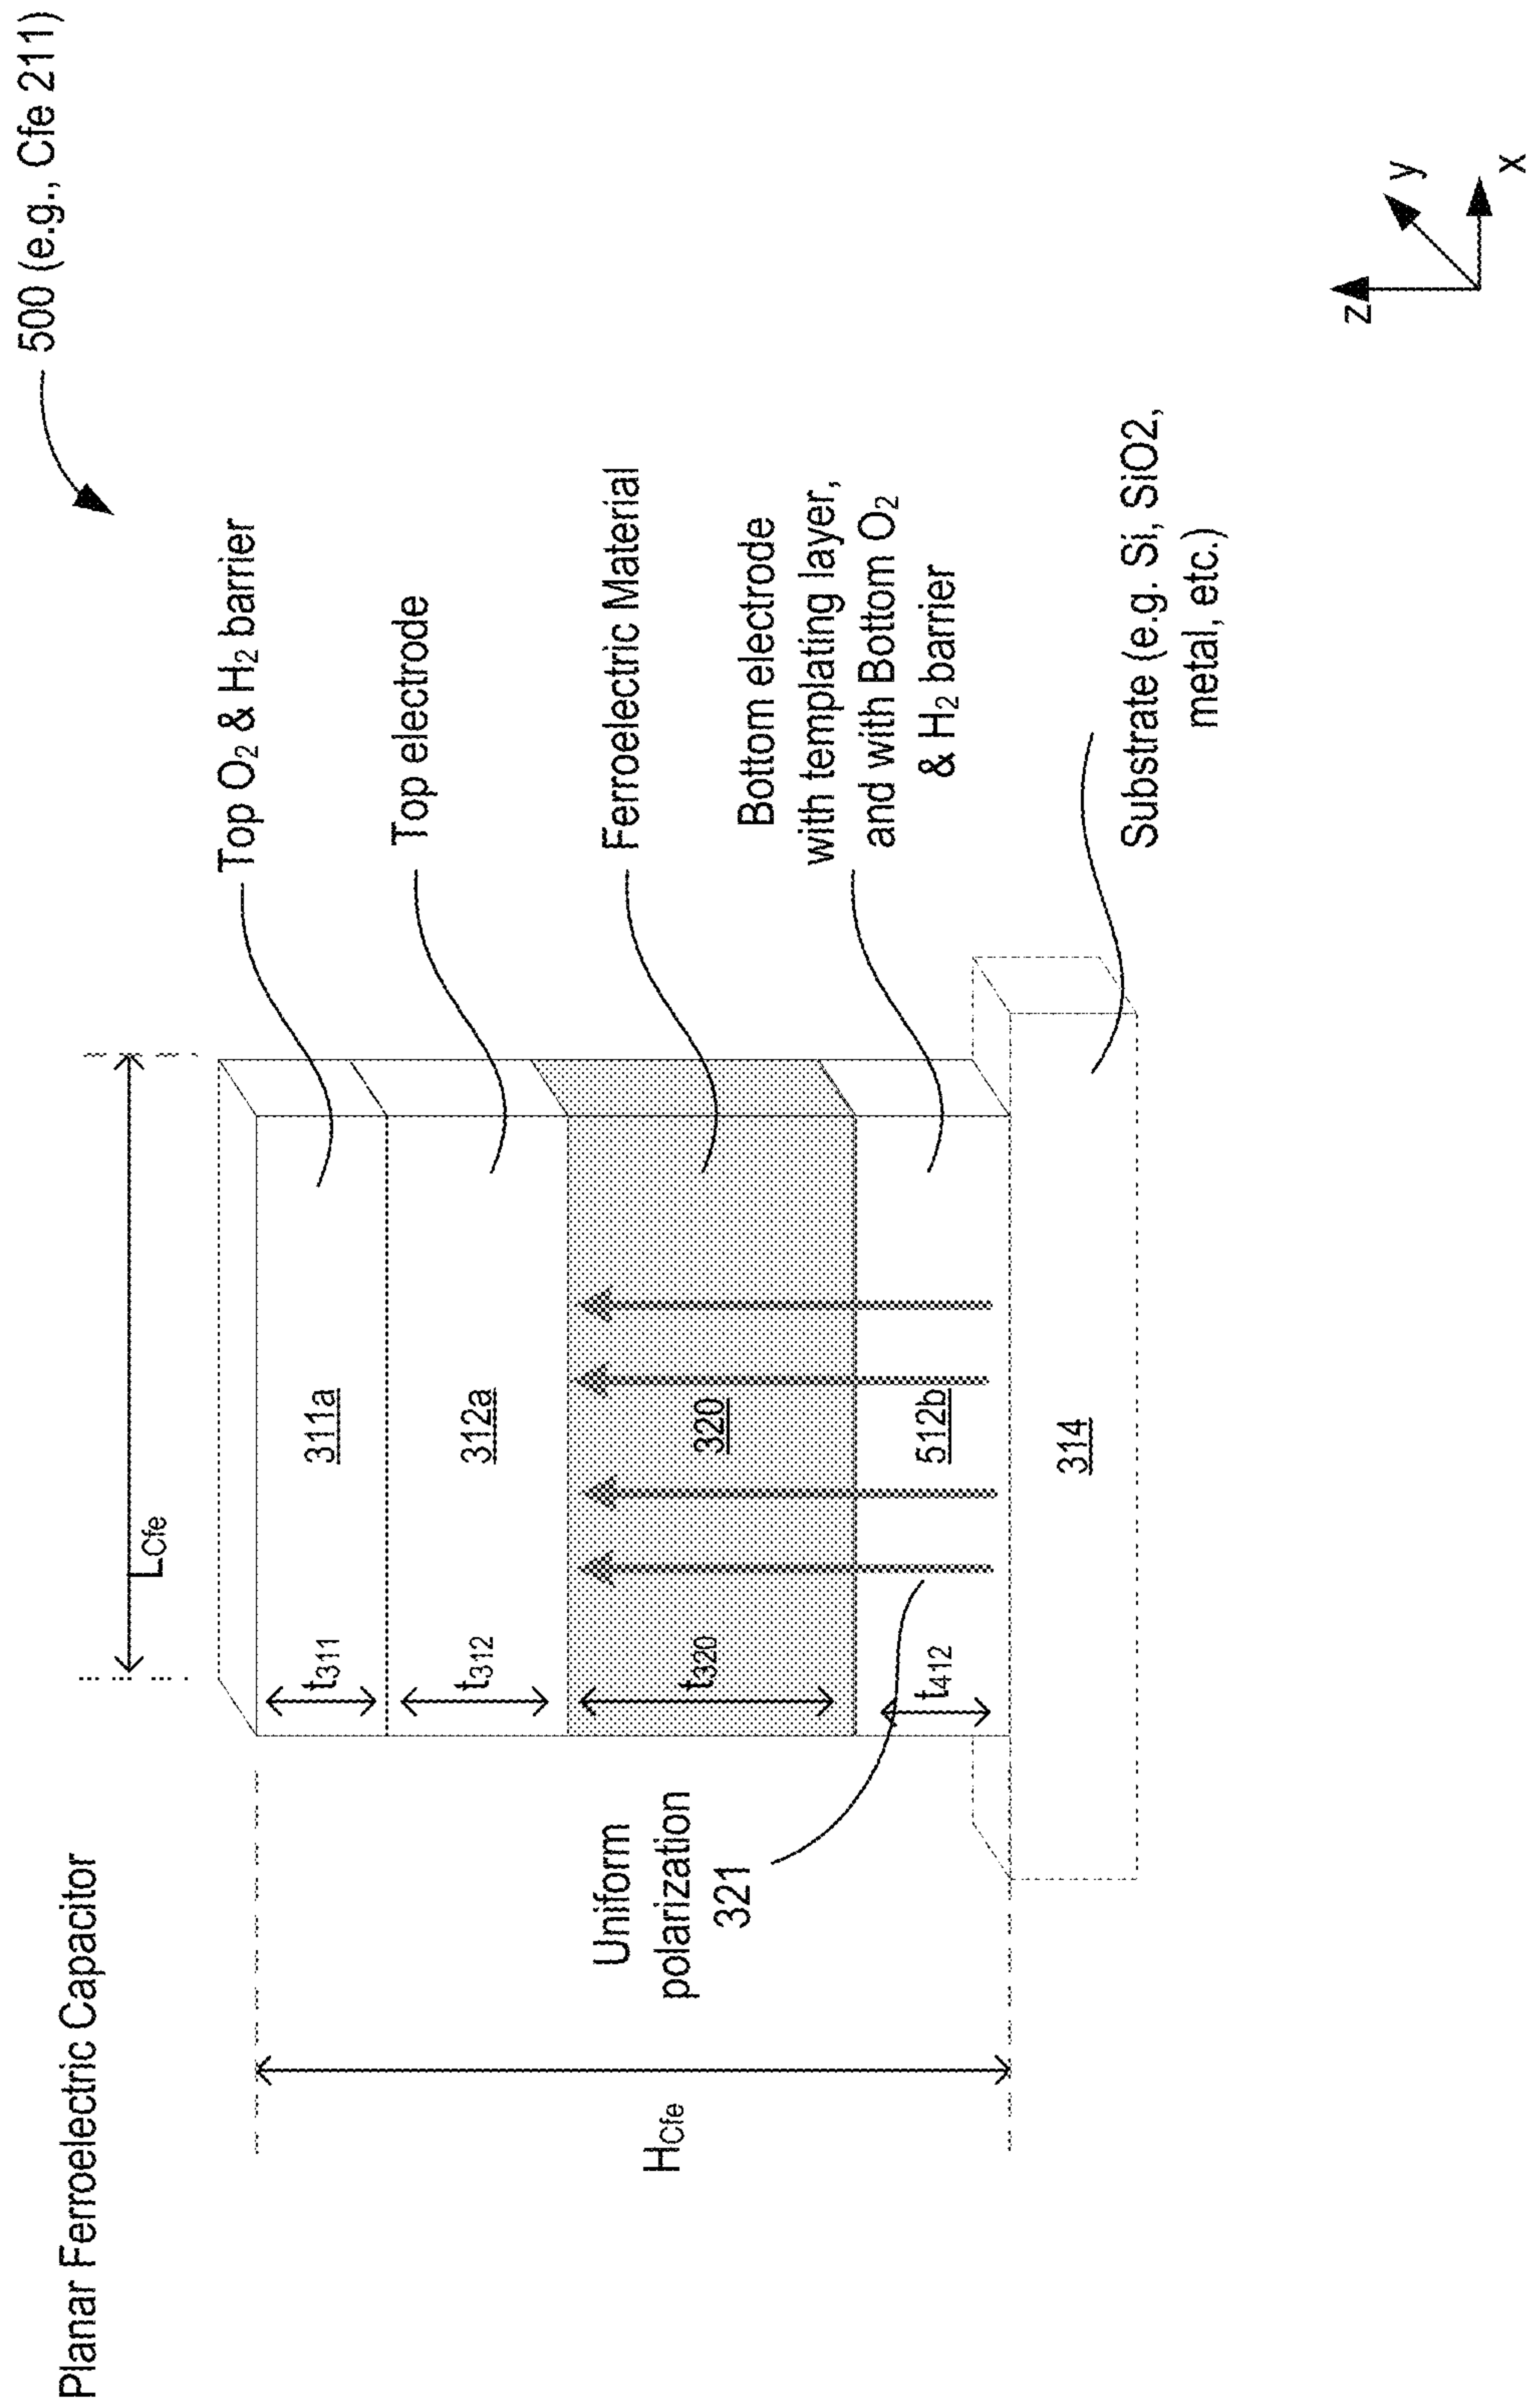 Planar Ferroelectric Capacitor
500 (e.g., Cfe 211)
LCfe
HCfe
t311
311a
Top O2 & H2 barrier
t312
312a
Top electrode
t320
320
Ferroelectric Material
Uniform
polarization
321
t412
512b
Bottom electrode
with templating layer,
and with Bottom O2
& H2 barrier
314
Substrate (e.g. Si, SiO2,
metal, etc.)
z
y
x